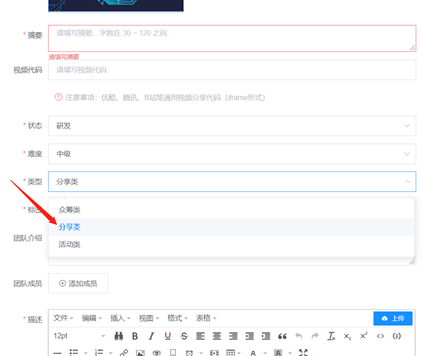 * 摘要 请填写摘要，字数在 30 ~ 120 之间
请填写摘要
视频代码 请填写视频代码
注意事项：优酷、腾讯、B站等通用视频分享代码（iframe形式）
* 状态 研发
* 难度 中级
* 类型 分享类
* 标签
众筹类
分享类
活动类
团队介绍
团队成员 添加成员
* 描述 文件 编辑 插入 视图 格式 表格 上传
12pt B I U S